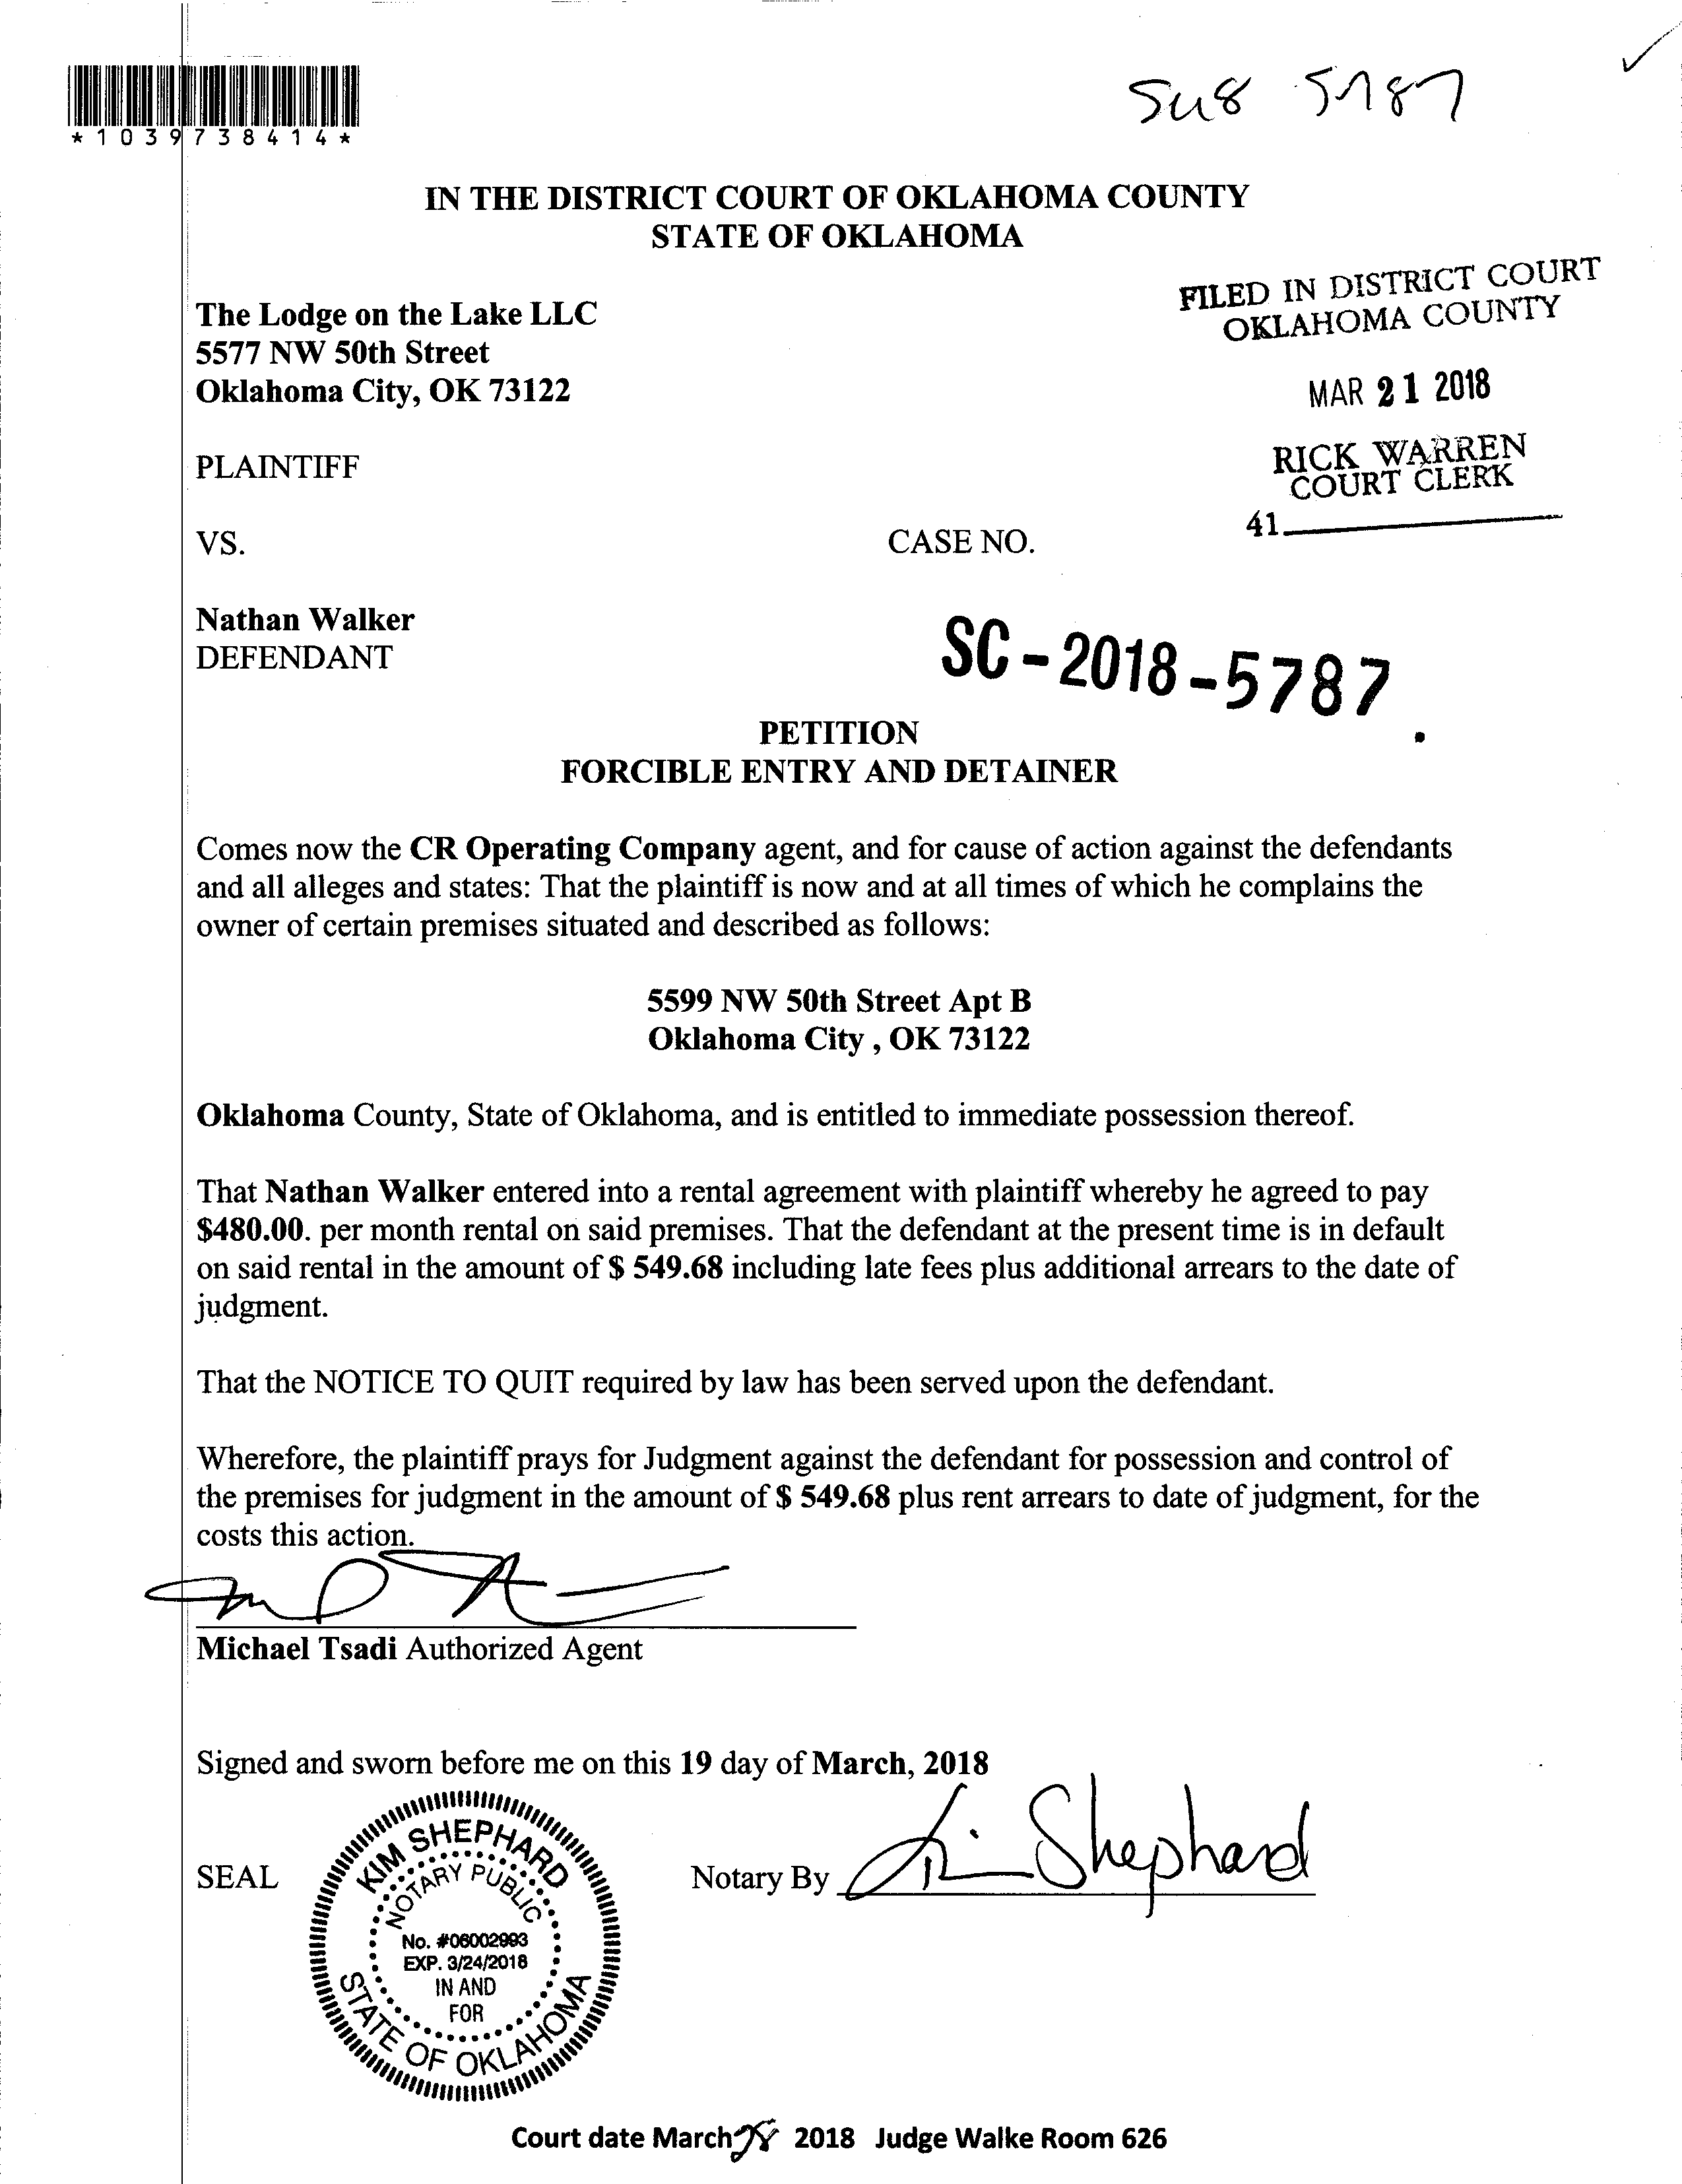 *1039738414*
5787
IN THE DISTRICT COURT OF OKLAHOMA COUNTY
STATE OF OKLAHOMA
FILED IN DISTRICT COURT
OKLAHOMA COUNTY
The Lodge on the Lake LLC
5577 NW 50th Street
Oklahoma City, OK 73122
MAR 21 2018
RICK WARREN
COURT CLERK
PLAINTIFF
41
VS.
CASE NO.
Nathan Walker
DEFENDANT
SC-2018-5787
PETITION
FORCIBLE ENTRY AND DETAINER
Comes now the CR Operating Company agent, and for cause of action against the defendants
and all alleges and states: That the plaintiff is now and at all times of which he complains the
owner of certain premises situated and described as follows:
5599 NW 50th Street Apt B
Oklahoma City , OK 73122
Oklahoma County, State of Oklahoma, and is entitled to immediate possession thereof.
That Nathan Walker entered into a rental agreement with plaintiff whereby he agreed to pay
$480.00. per month rental on said premises. That the defendant at the present time is in default
on said rental in the amount of $ 549.68 including late fees plus additional arrears to the date of
judgment.
That the NOTICE TO QUIT required by law has been served upon the defendant.
Wherefore, the plaintiff prays for Judgment against the defendant for possession and control of
the premises for judgment in the amount of $ 549.68 plus rent arrears to date of judgment, for the
costs this action.
Michael Tsadi Authorized Agent
Signed and sworn before me on this 19 day of March, 2018
SEAL
KIM SHEPHARD
NOTARY PUBLIC
No. #06002993
EXP. 3/24/2018
IN AND
FOR
STATE OF OKLAHOMA
Notary By Kim Shephard
Court date March 2018 Judge Walke Room 626